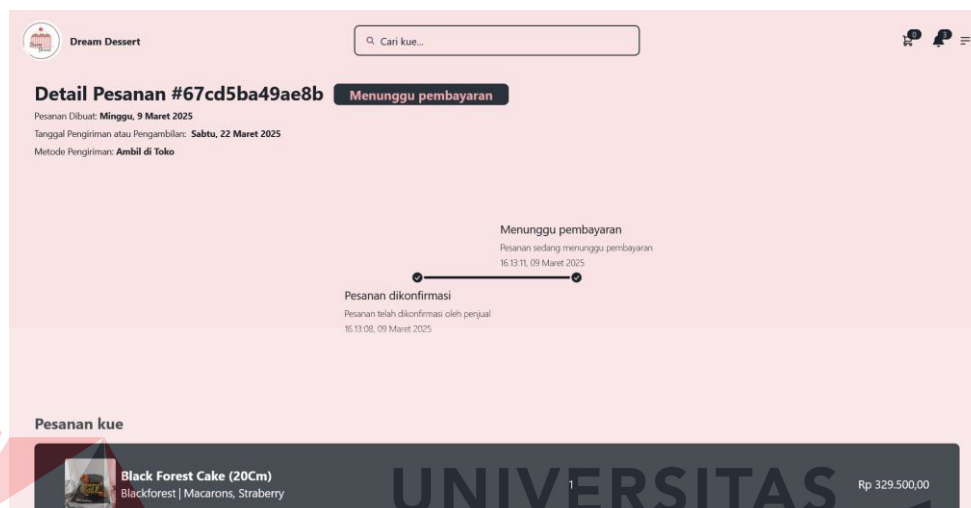 Dream Dessert
Cari kue...
0
3
Detail Pesanan #67cd5ba49ae8b
Menunggu pembayaran
Pesanan Dibuat: Minggu, 9 Maret 2025
Tanggal Pengiriman atau Pengambilan: Sabtu, 22 Maret 2025
Metode Pengiriman: Ambil di Toko
Menunggu pembayaran
Pesanan sedang menunggu pembayaran
16.13.11, 09 Maret 2025
Pesanan dikonfirmasi
Pesanan telah dikonfirmasi oleh penjual
16.13.08, 09 Maret 2025
Pesanan kue
Black Forest Cake (20Cm)
Blackforest | Macarons, Straberry
1
Rp 329.500,00
UNIVERSITAS